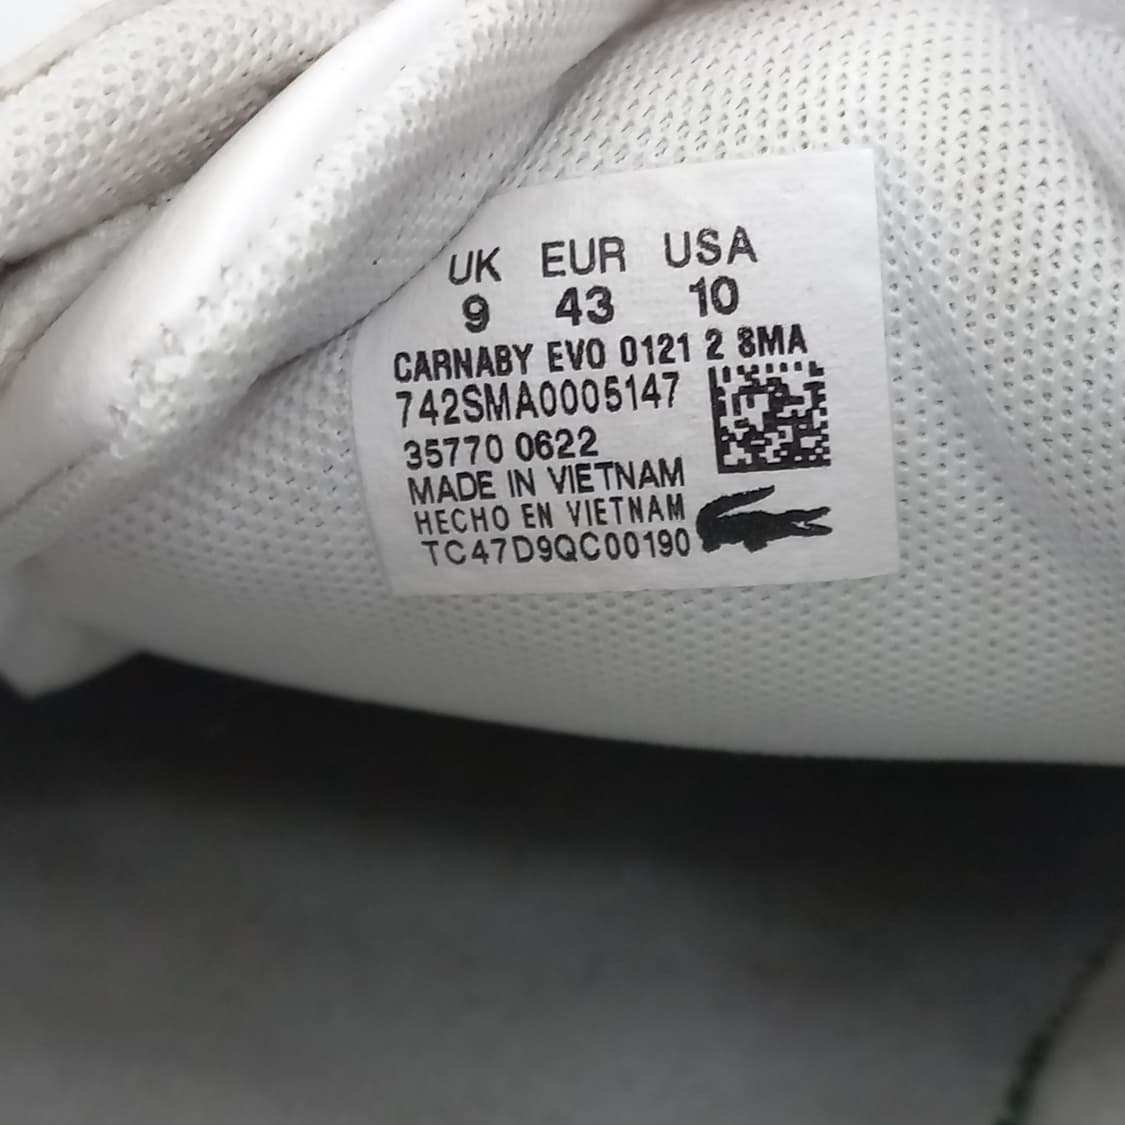 UK EUR USA
9 43 10
CARNABY EVO 0121 2 SMA
742SMA0005147
35770 0622
MADE IN VIETNAM
HECHO EN VIETNAM
TC47D9QC00190